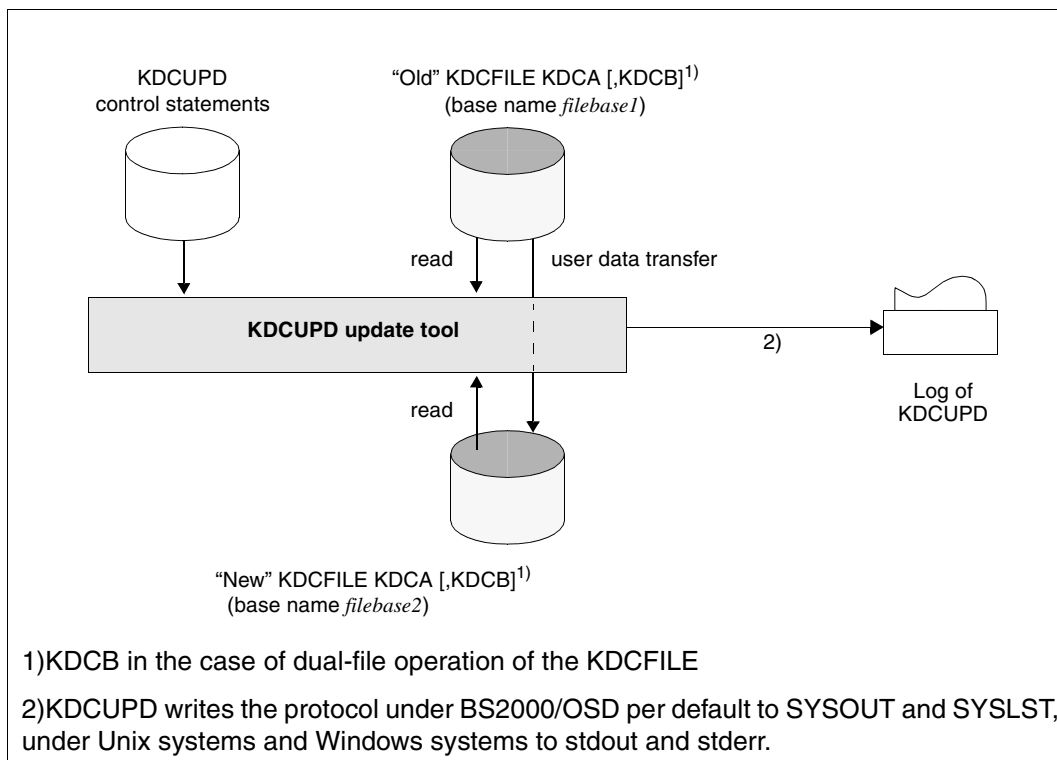 KDCUPD
control statements
“Old” KDCFILE KDCA [,KDCB]1)
(base name filebase1)
read
user data transfer
KDCUPD update tool
2)
Log of
KDCUPD
read
“New” KDCFILE KDCA [,KDCB]1)
(base name filebase2)
1)KDCB in the case of dual-file operation of the KDCFILE
2)KDCUPD writes the protocol under BS2000/OSD per default to SYSOUT and SYSLST,
under Unix systems and Windows systems to stdout and stderr.